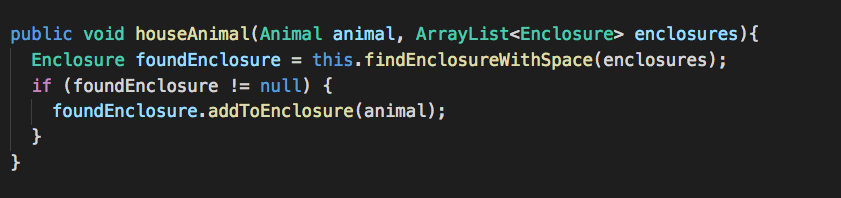 public void houseAnimal(Animal animal, ArrayList<Enclosure> enclosures){
  Enclosure foundEnclosure = this.findEnclosureWithSpace(enclosures);
  if (foundEnclosure != null) {
    foundEnclosure.addToEnclosure(animal);
  }
}